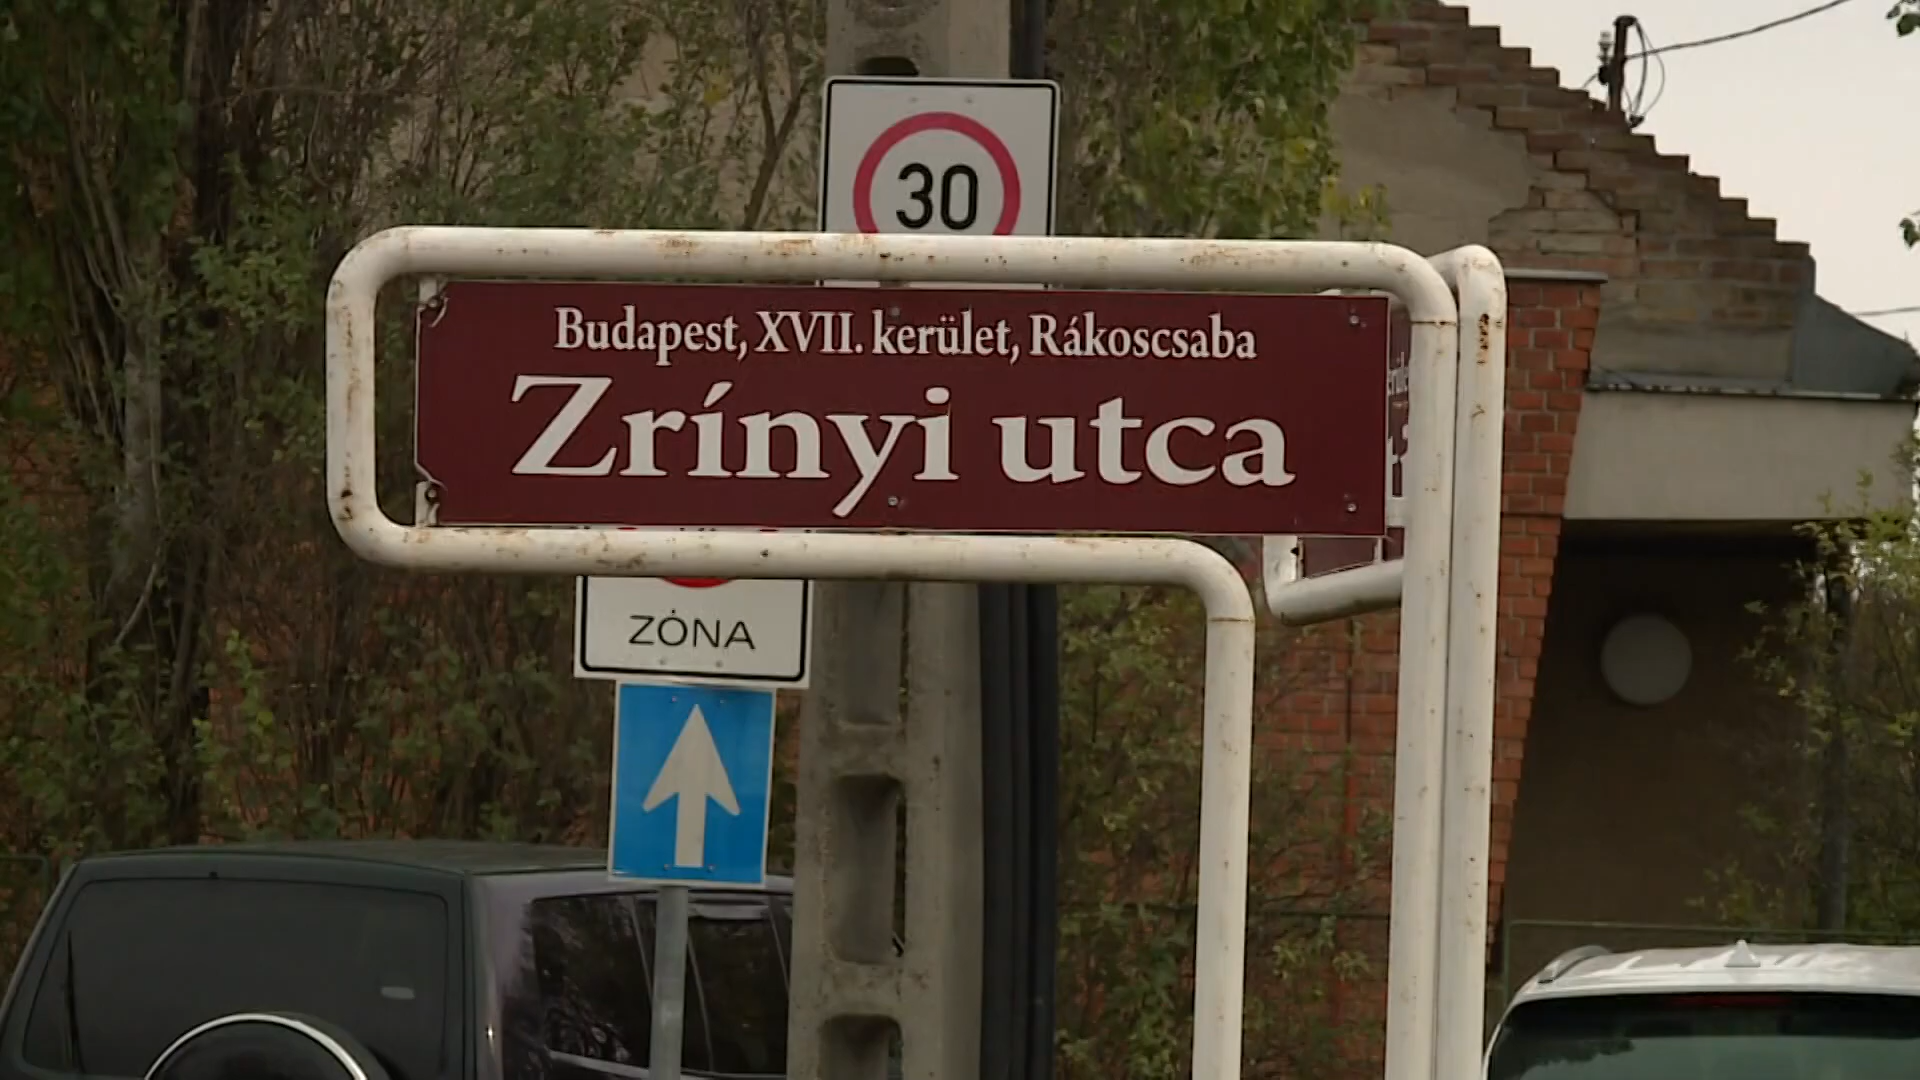 30
Budapest, XVII. kerület, Rákoscsaba
Zrínyi utca
ZÓNA